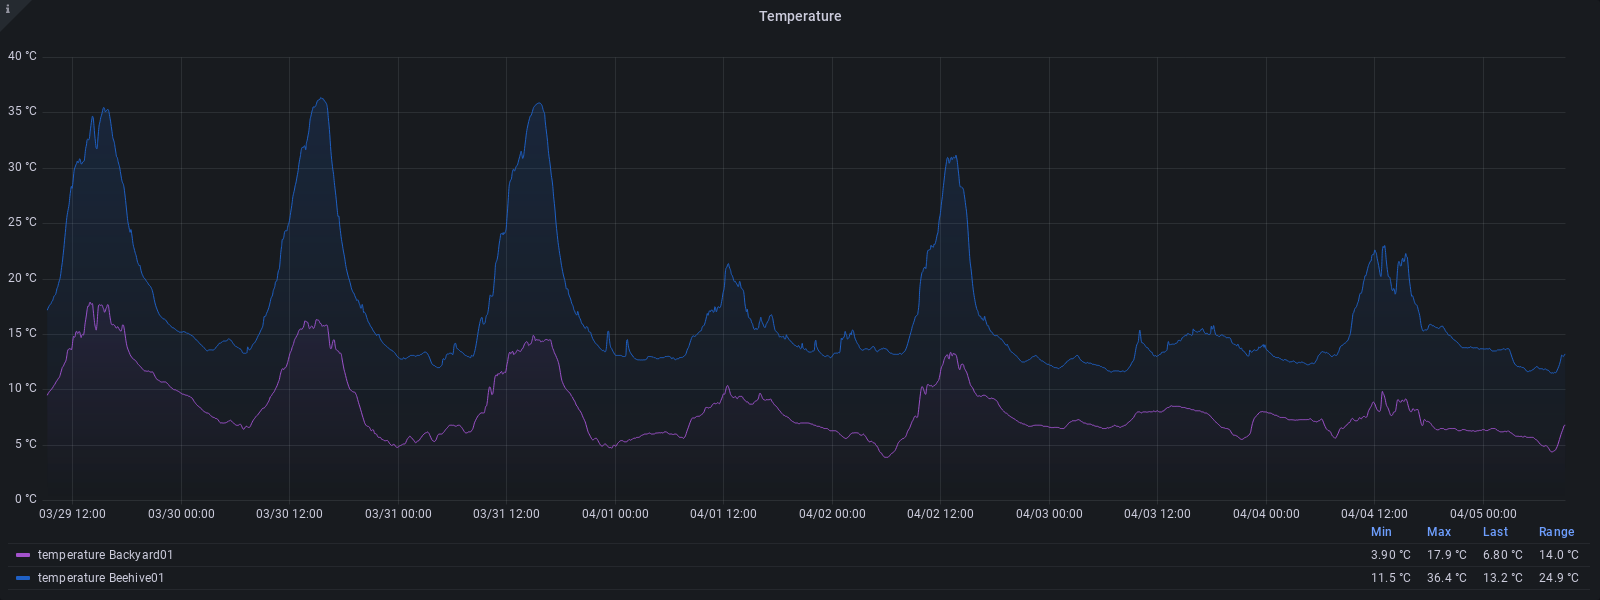 i
Temperature
40 °C
35 °C
30 °C
25 °C
20 °C
15 °C
10 °C
5 °C
0 °C
03/29 12:00 03/30 00:00 03/30 12:00 03/31 00:00 03/31 12:00 04/01 00:00 04/01 12:00 04/02 00:00 04/02 12:00 04/03 00:00 04/03 12:00 04/04 00:00 04/04 12:00 04/05 00:00
Min Max Last Range
temperature Backyard01 3.90 °C 17.9 °C 6.80 °C 14.0 °C
temperature Beehive01 11.5 °C 36.4 °C 13.2 °C 24.9 °C